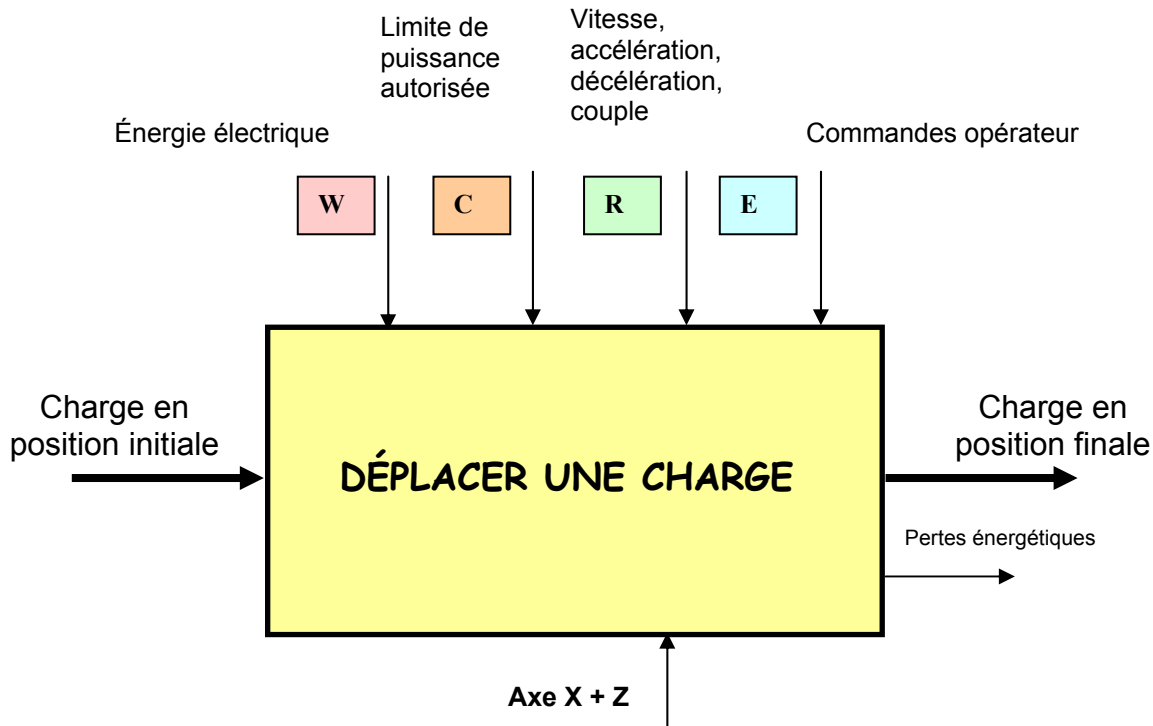 Limite de
puissance
autorisée
Vitesse,
accélération,
décélération,
couple
Énergie électrique
Commandes opérateur
W
C
R
E
Charge en
position initiale
DÉPLACER UNE CHARGE
Charge en
position finale
Pertes énergétiques
Axe X + Z